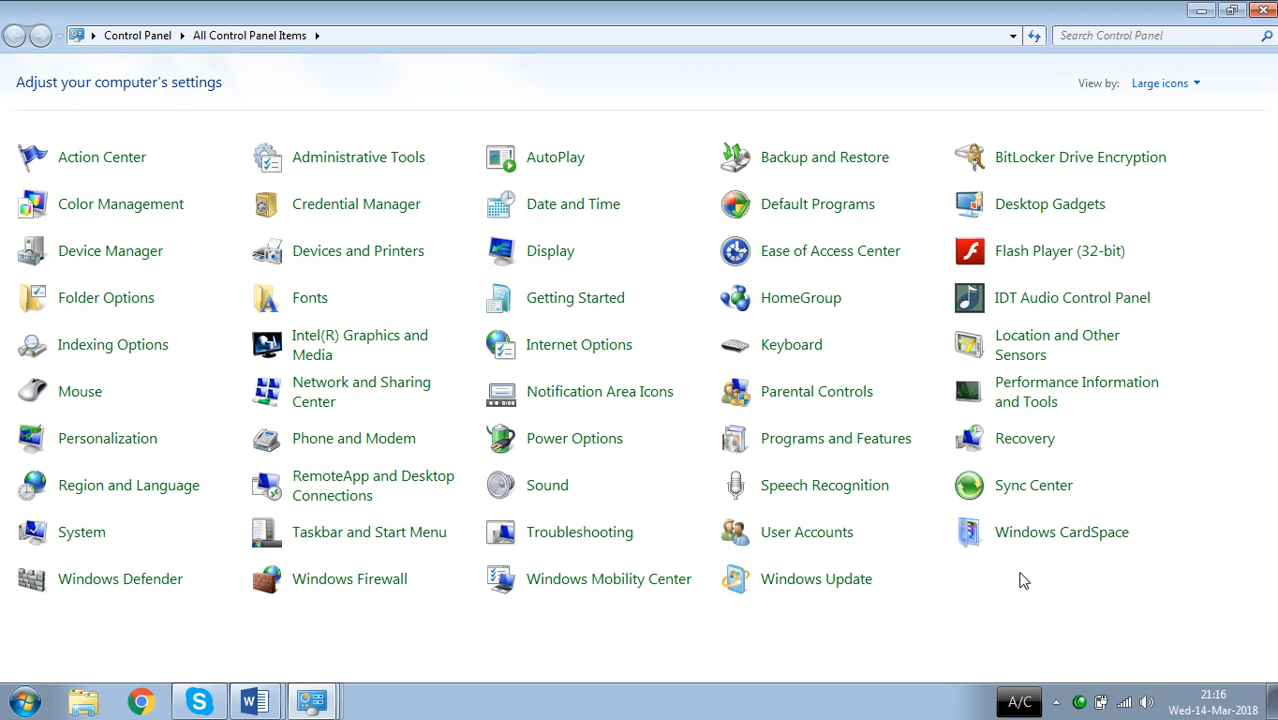 Control Panel All Control Panel Items
Search Control Panel
Adjust your computer's settings
View by: Large icons
Action Center
Administrative Tools
AutoPlay
Backup and Restore
BitLocker Drive Encryption
Color Management
Credential Manager
Date and Time
Default Programs
Desktop Gadgets
Device Manager
Devices and Printers
Display
Ease of Access Center
Flash Player (32-bit)
Folder Options
Fonts
Getting Started
HomeGroup
IDT Audio Control Panel
Indexing Options
Intel(R) Graphics and
Media
Internet Options
Keyboard
Location and Other
Sensors
Mouse
Network and Sharing
Center
Notification Area Icons
Parental Controls
Performance Information
and Tools
Personalization
Phone and Modem
Power Options
Programs and Features
Recovery
Region and Language
RemoteApp and Desktop
Connections
Sound
Speech Recognition
Sync Center
System
Taskbar and Start Menu
Troubleshooting
User Accounts
Windows CardSpace
Windows Defender
Windows Firewall
Windows Mobility Center
Windows Update
A/C
21:16
Wed-14-Mar-2018